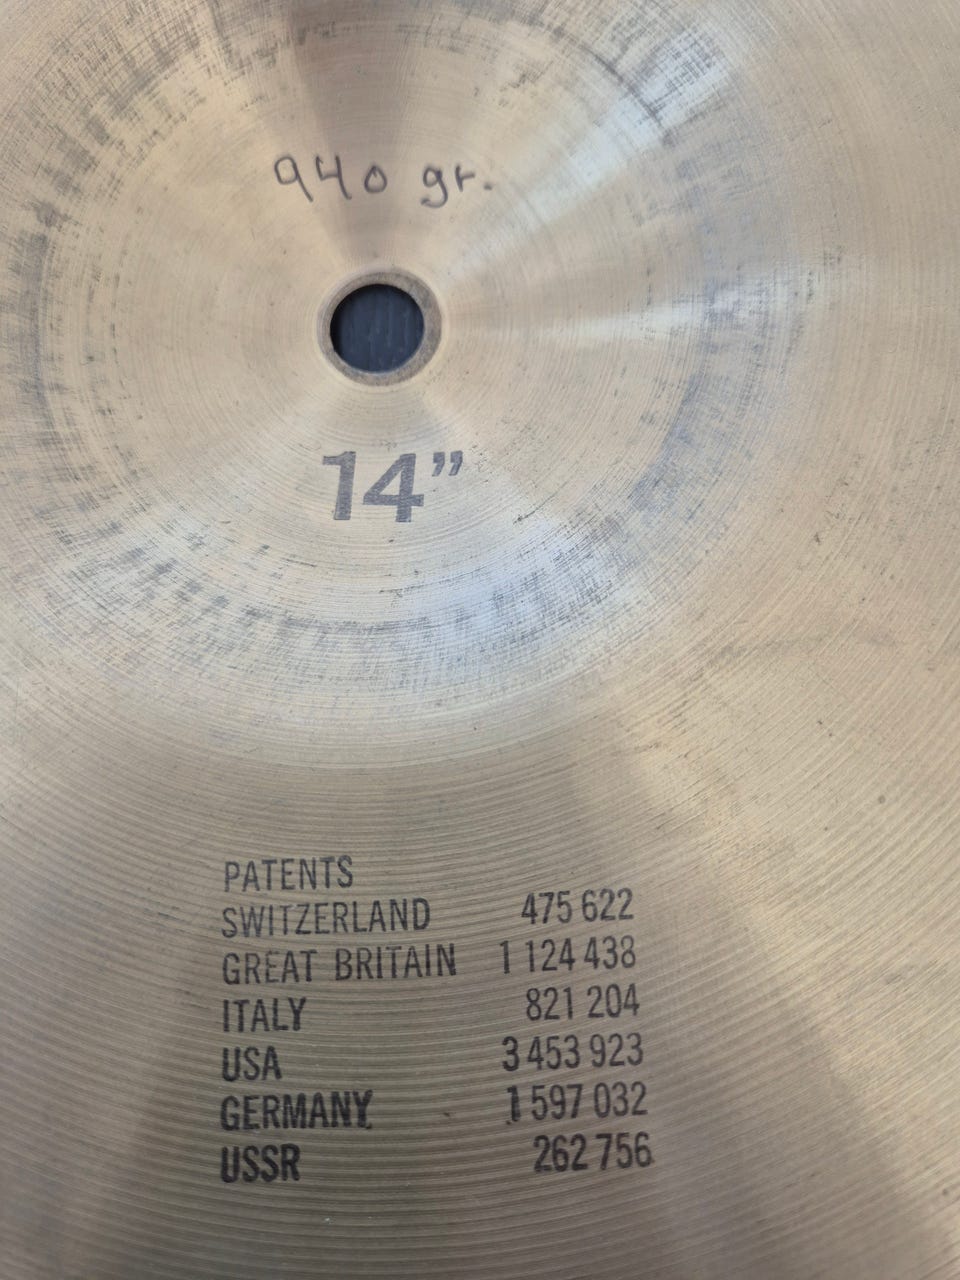 940 gr.
14”
PATENTS
SWITZERLAND 475 622
GREAT BRITAIN 1 124 438
ITALY 821 204
USA 3 453 923
GERMANY 1 597 032
USSR 262 756